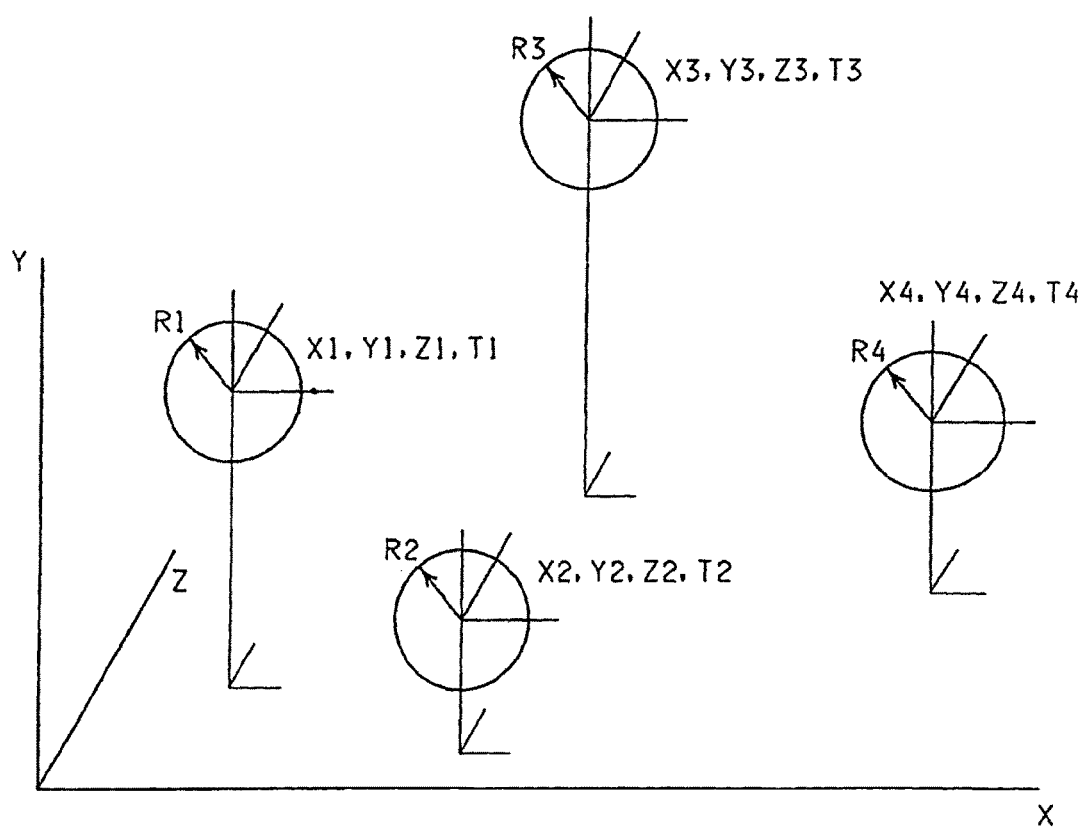 R3
X3, Y3, Z3, T3
Y
X4, Y4, Z4, T4
R1
X1, Y1, Z1, T1
R4
R2
X2, Y2, Z2, T2
Z
X